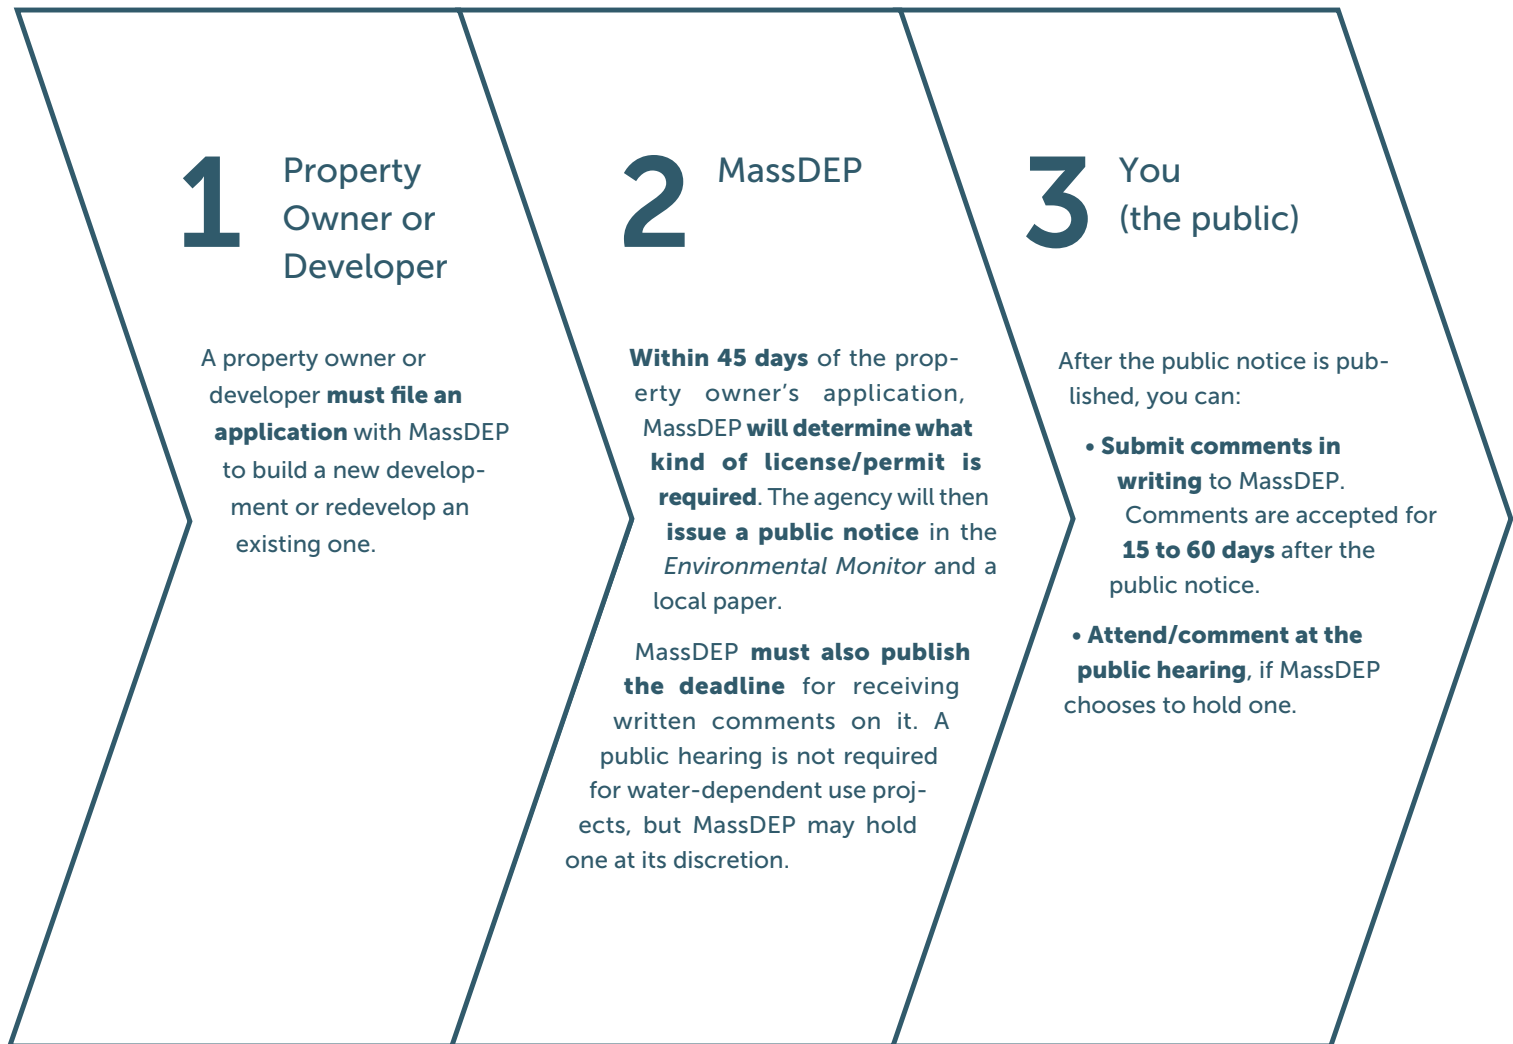 1
Property
Owner or
Developer
A property owner or
developer must file an
application with MassDEP
to build a new develop-
ment or redevelop an
existing one.
2
MassDEP
Within 45 days of the prop-
erty owner's application,
MassDEP will determine what
kind of license/permit is
required. The agency will then
issue a public notice in the
Environmental Monitor and a
local paper.
MassDEP must also publish
the deadline for receiving
written comments on it. A
public hearing is not required
for water-dependent use proj-
ects, but MassDEP may hold
one at its discretion.
3
You
(the public)
After the public notice is pub-
lished, you can:
• Submit comments in
writing to MassDEP.
Comments are accepted for
15 to 60 days after the
public notice.
• Attend/comment at the
public hearing, if MassDEP
chooses to hold one.